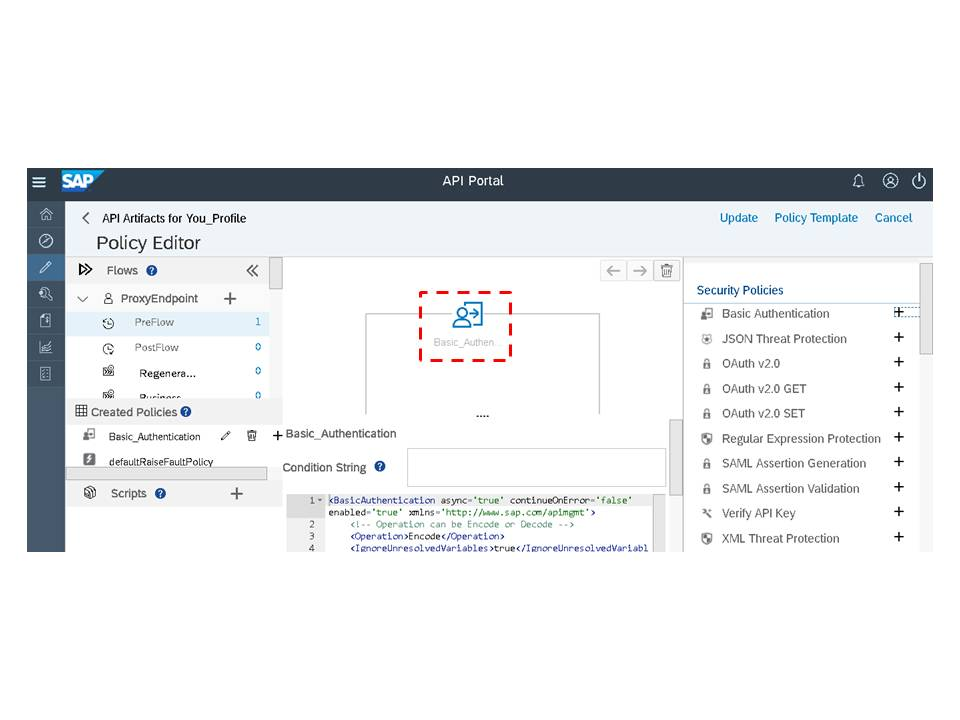 SAP
API Portal
API Artifacts for You_Profile
Update
Policy Template
Cancel
Policy Editor
Flows
ProxyEndpoint
PreFlow 1
PostFlow 0
Regenera... 0
Business 0
Created Policies
Basic_Authentication
defaultRaiseFaultPolicy
Scripts
Basic_Authen...
....
Basic_Authentication
Condition String
1 <BasicAuthentication async='true' continueOnError='false'
enabled='true' xmlns='http://www.sap.com/apimgmt'>
2 <!-- Operation can be Encode or Decode -->
3 <Operation>Encode</Operation>
4 <IgnoreUnresolvedVariables>true</IgnoreUnresolvedVariabl
Security Policies
Basic Authentication
JSON Threat Protection
OAuth v2.0
OAuth v2.0 GET
OAuth v2.0 SET
Regular Expression Protection
SAML Assertion Generation
SAML Assertion Validation
Verify API Key
XML Threat Protection